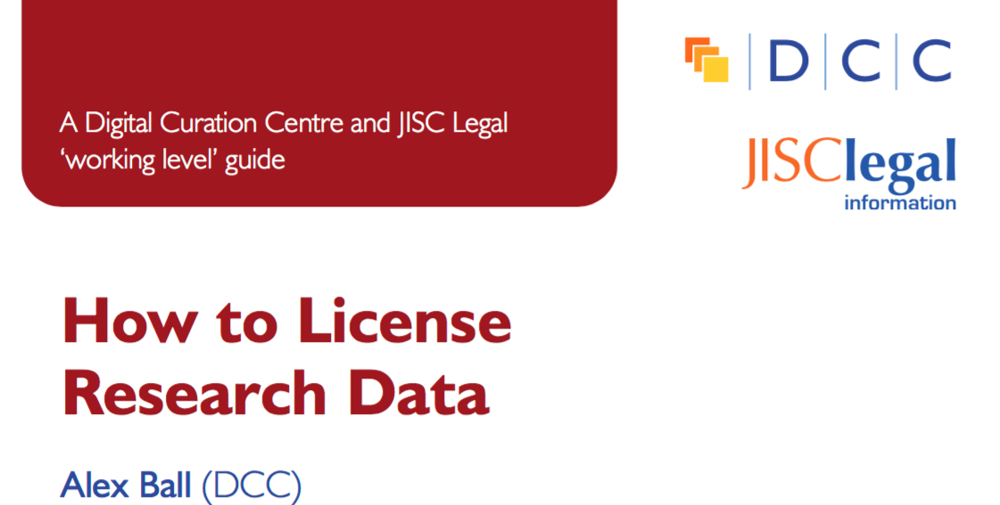 A Digital Curation Centre and JISC Legal
‘working level’ guide
D C C
JISClegal
information
How to License
Research Data
Alex Ball (DCC)